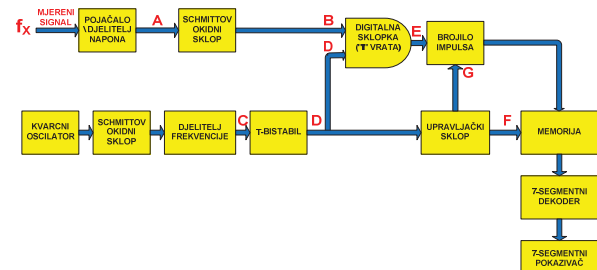 MJERENI
SIGNAL
fx
POJAČALO
\DJELITELJ
NAPONA
A
SCHMITTOV
OKIDNI
SKLOP
B
D
DIGITALNA
SKLOPKA
("I" VRATA)
E
BROJILO
IMPULSA
G
KVARCNI
OSCILATOR
SCHMITTOV
OKIDNI
SKLOP
DJELITELJ
FREKVENCIJE
C
T-BISTABIL
D
UPRAVLJAČKI
SKLOP
F
MEMORIJA
7-SEGMENTNI
DEKODER
7-SEGMENTNI
POKAZIVAČ